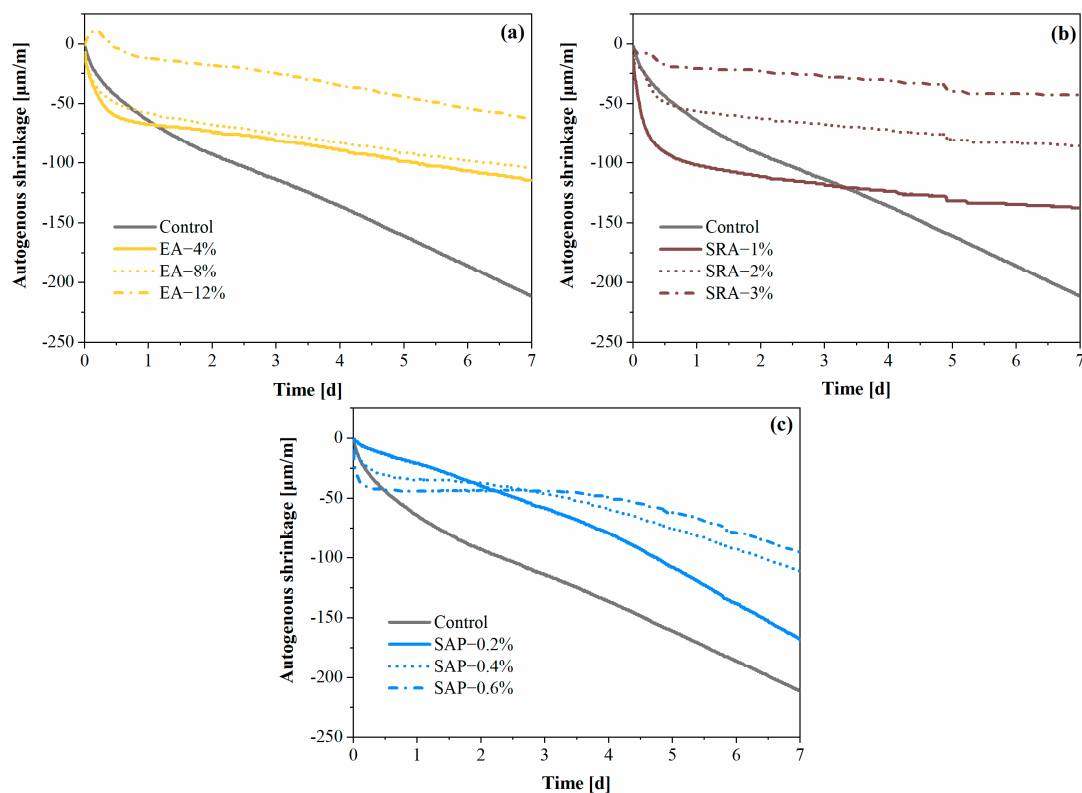 (a)
Autogenous shrinkage [μm/m]
0
-50
-100
-150
-200
-250
Control
EA−4%
EA−8%
EA−12%
0 1 2 3 4 5 6 7
Time [d]
(b)
Autogenous shrinkage [μm/m]
0
-50
-100
-150
-200
-250
Control
SRA−1%
SRA−2%
SRA−3%
0 1 2 3 4 5 6 7
Time [d]
(c)
Autogenous shrinkage [μm/m]
0
-50
-100
-150
-200
-250
Control
SAP−0.2%
SAP−0.4%
SAP−0.6%
0 1 2 3 4 5 6 7
Time [d]